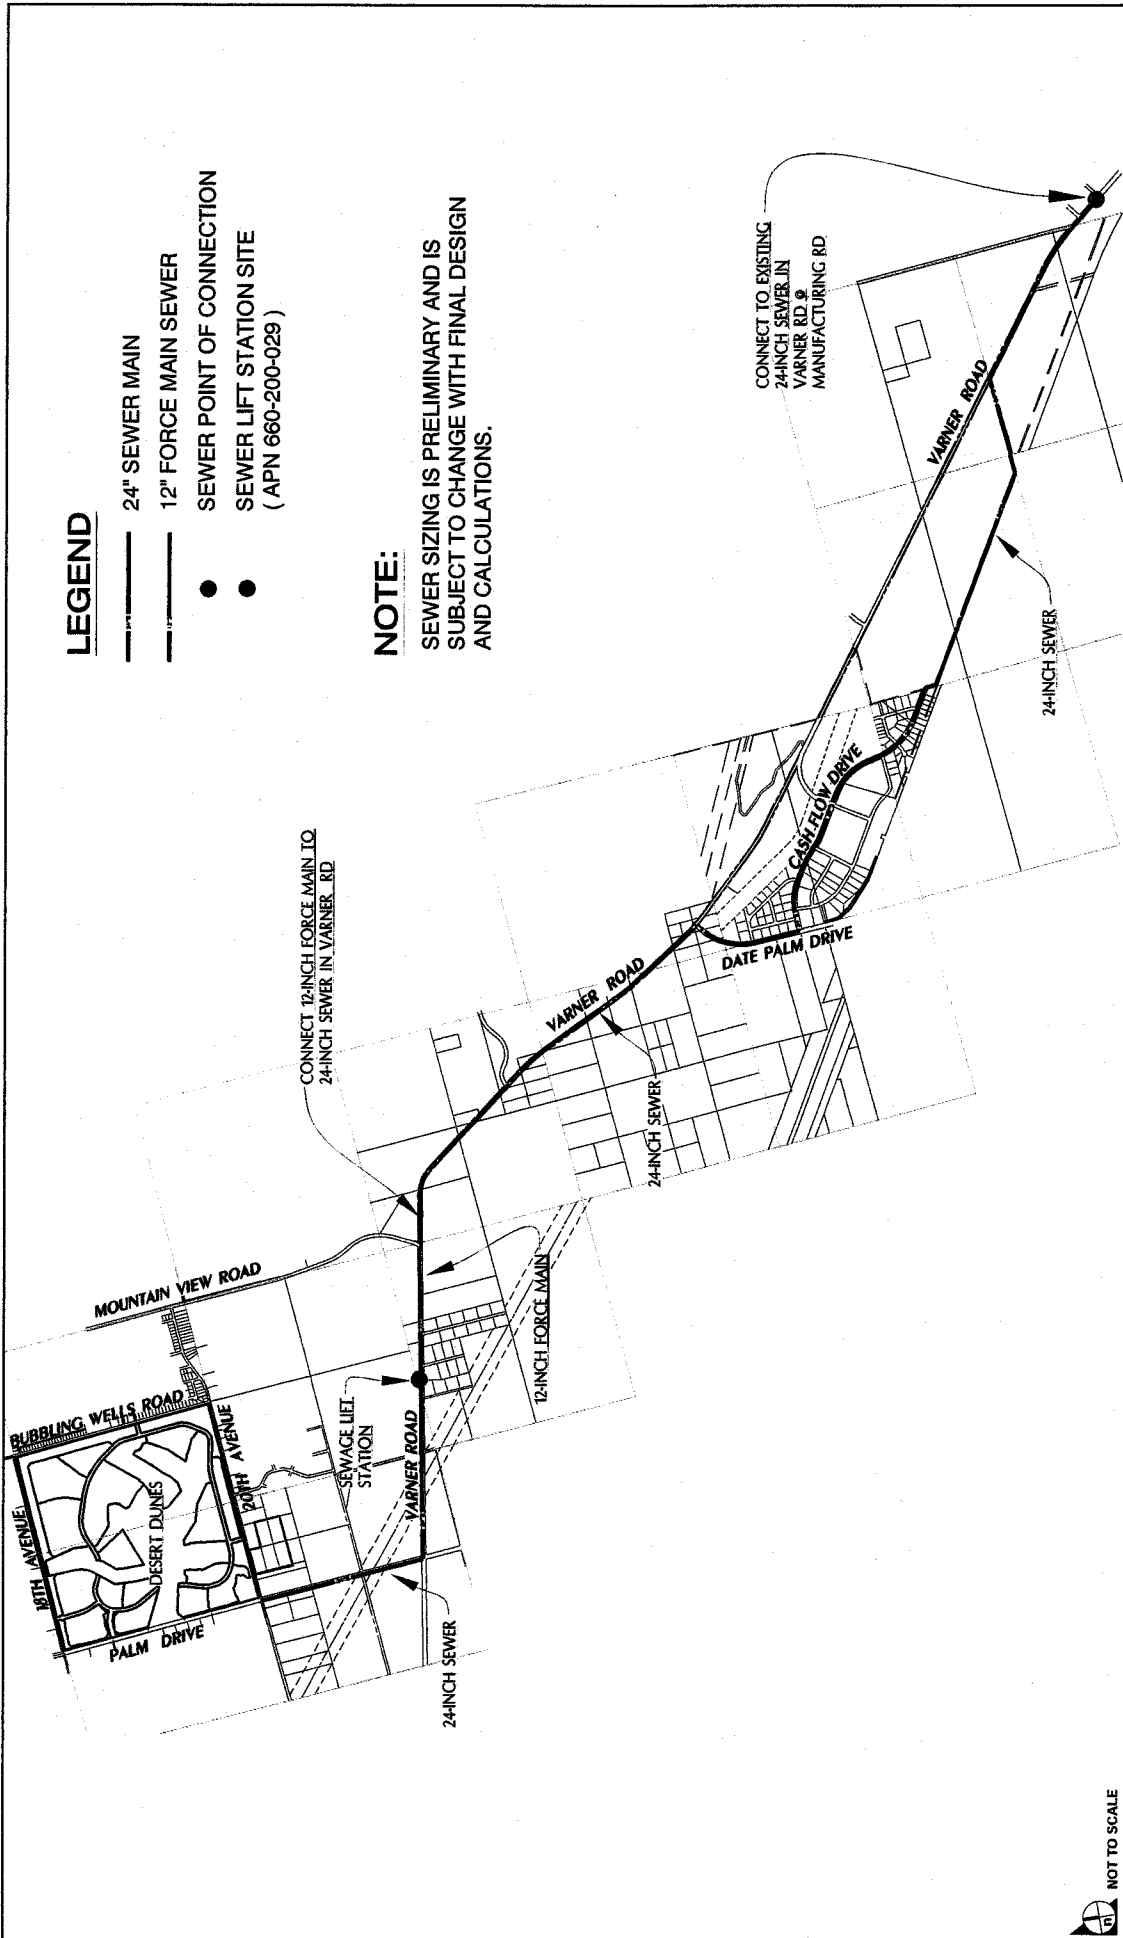 LEGEND
24" SEWER MAIN
12" FORCE MAIN SEWER
SEWER POINT OF CONNECTION
SEWER LIFT STATION SITE
( APN 660-200-029 )
NOTE:
SEWER SIZING IS PRELIMINARY AND IS
SUBJECT TO CHANGE WITH FINAL DESIGN
AND CALCULATIONS.
18TH AVENUE
BUBBLING WELLS ROAD
DESERT DUNES
PALM DRIVE
20TH AVENUE
MOUNTAIN VIEW ROAD
SEWAGE LIFT
STATION
VARNER ROAD
24-INCH SEWER
12-INCH FORCE MAIN
CONNECT 12-INCH FORCE MAIN TO
24-INCH SEWER IN VARNER RD
VARNER ROAD
24-INCH SEWER
DATE PALM DRIVE
CASH FLOW DRIVE
24-INCH SEWER
VARNER ROAD
CONNECT TO EXISTING
24-INCH SEWER IN
VARNER RD @
MANUFACTURING RD
n
NOT TO SCALE